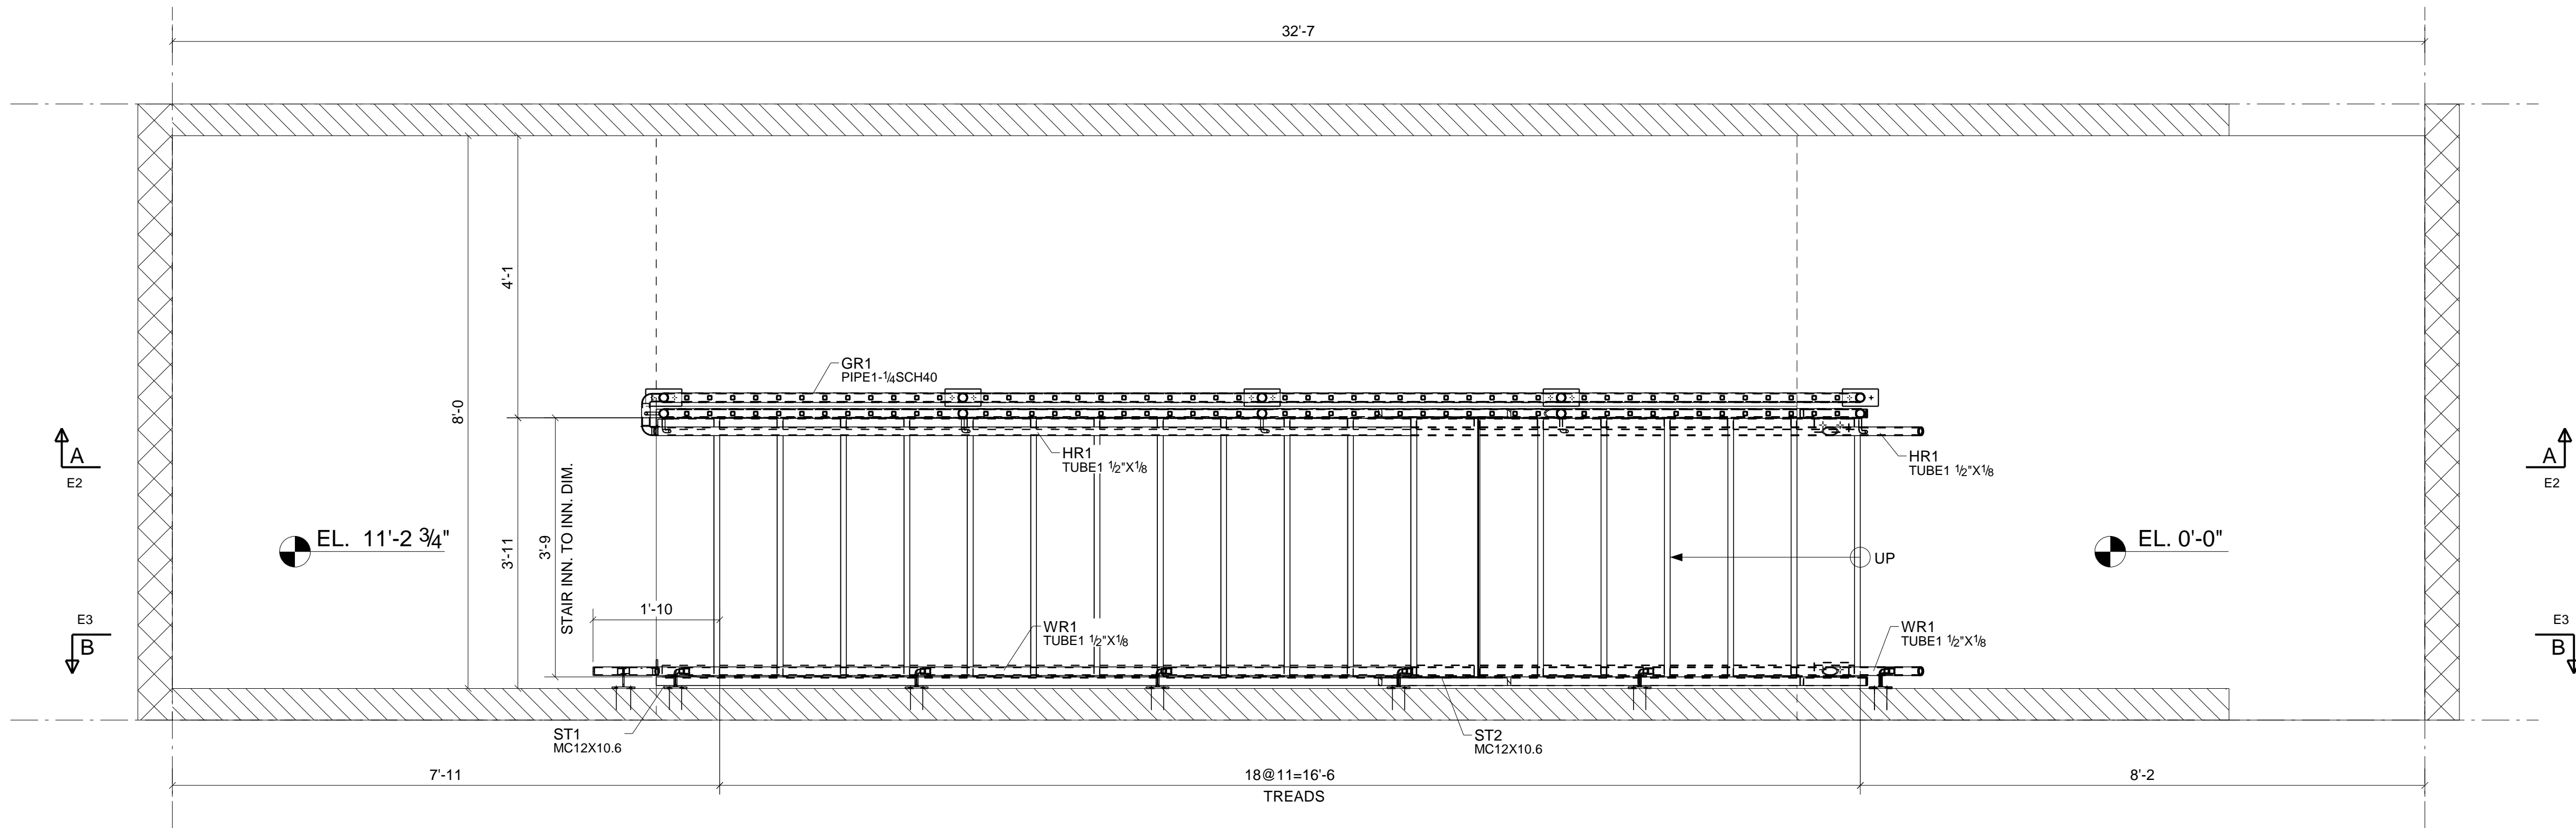 32'-7
4'-1
8'-0
GR1
PIPE1-1/4SCH40
HR1
TUBE1 1/2"X1/8
HR1
TUBE1 1/2"X1/8
A
E2
A
E2
EL. 11'-2 3/4"
3'-11
3'-9
STAIR INN. TO INN. DIM.
EL. 0'-0"
UP
1'-10
E3
B
WR1
TUBE1 1/2"X1/8
WR1
TUBE1 1/2"X1/8
E3
B
ST1
MC12X10.6
ST2
MC12X10.6
7'-11
18@11=16'-6
TREADS
8'-2